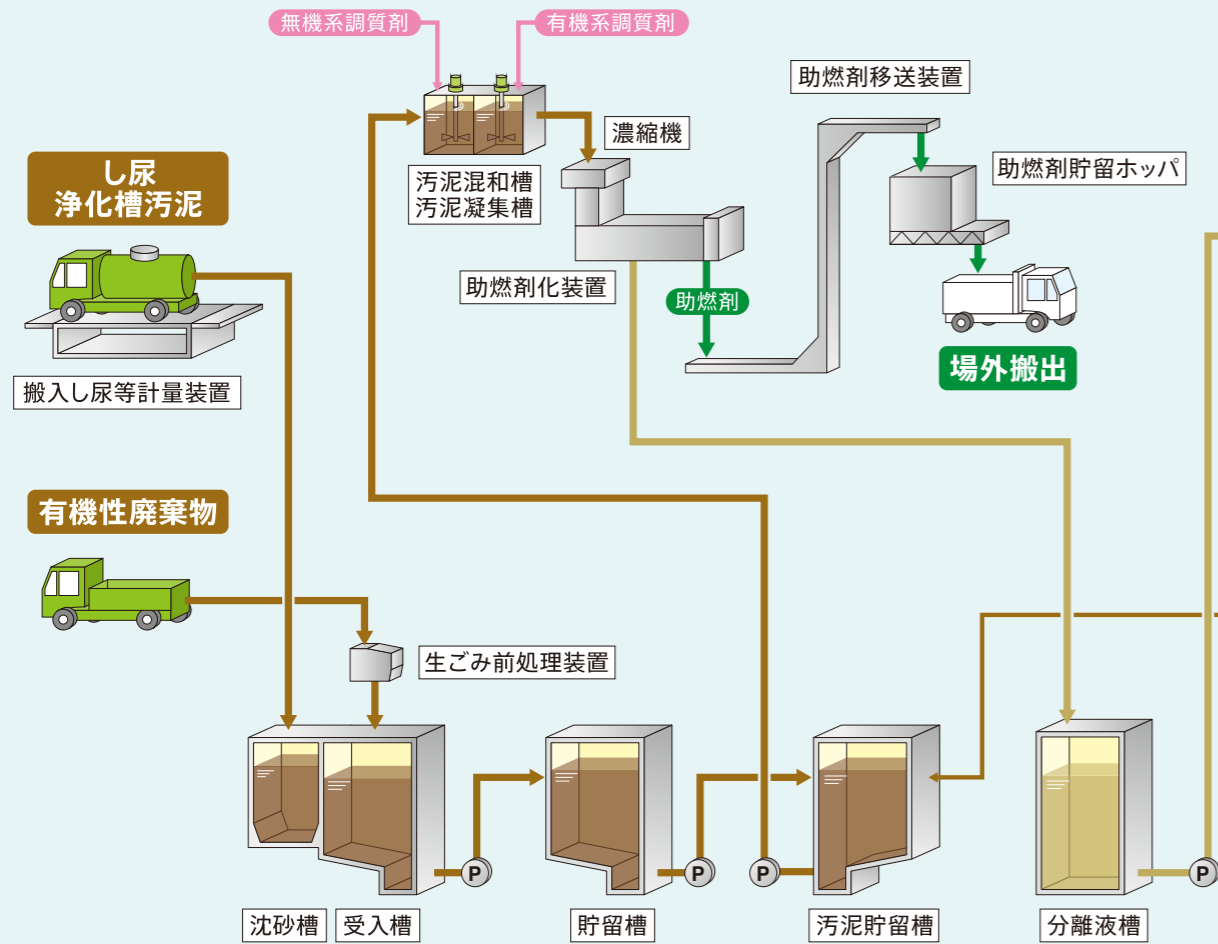 無機系調質剤
有機系調質剤
助燃剤移送装置
濃縮機
し尿
浄化槽汚泥
汚泥混和槽
汚泥凝集槽
助燃剤貯留ホッパ
助燃剤化装置
助燃剤
場外搬出
搬入し尿等計量装置
有機性廃棄物
生ごみ前処理装置
P
P
P
P
沈砂槽
受入槽
貯留槽
汚泥貯留槽
分離液槽